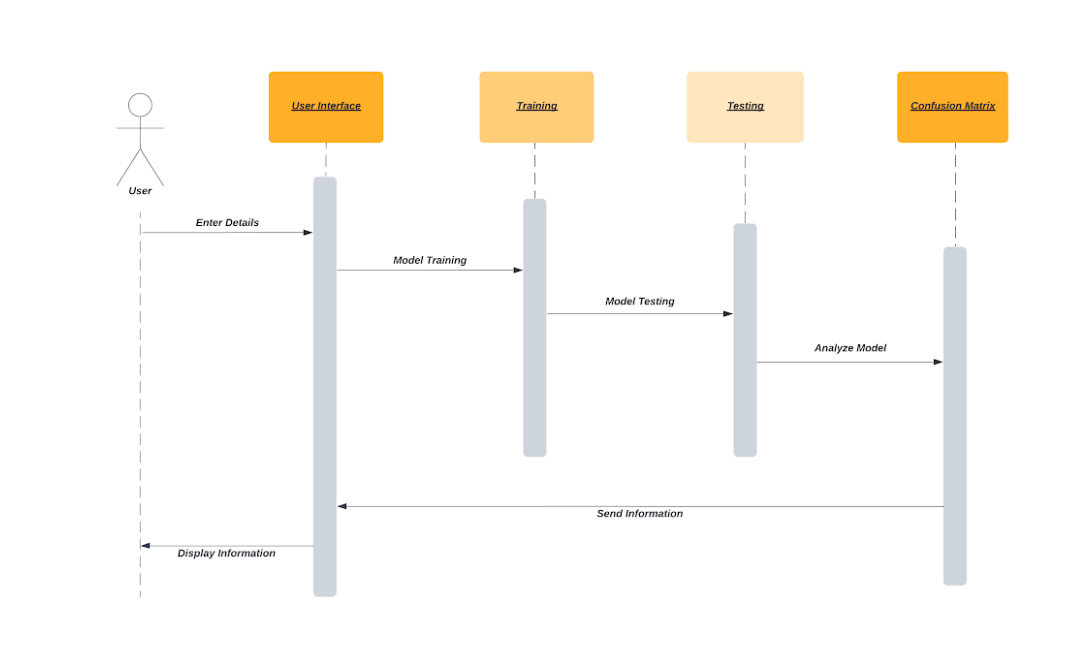 User Interface
Training
Testing
Confusion Matrix
User
Enter Details
Model Training
Model Testing
Analyze Model
Send Information
Display Information